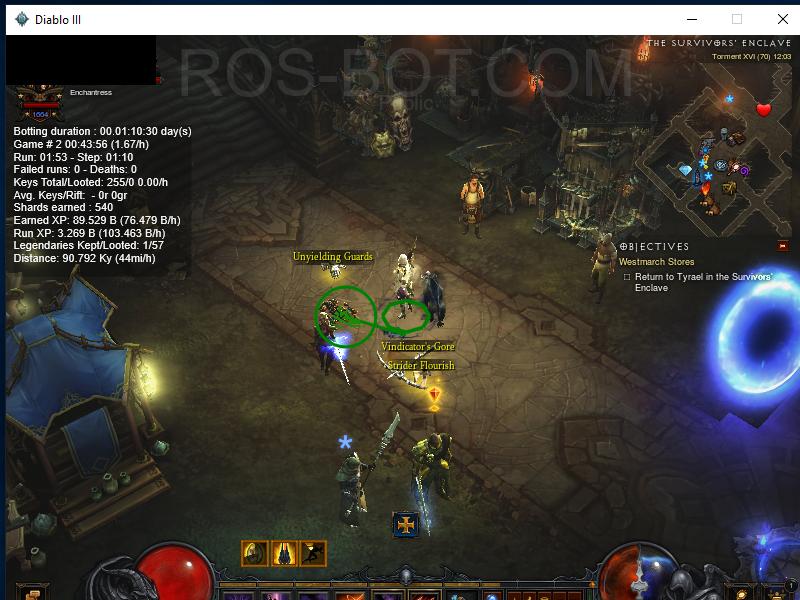 Diablo III
THE SURVIVORS' ENCLAVE
Torment XVI (70) 12:03
ROS-BOT.COM
Public
Enchantress
1664
Botting duration : 00.01:10:30 day(s)
Game # 2 00:43:56 (1.67/h)
Run: 01:53 - Step: 01:10
Failed runs: 0 - Deaths: 0
Keys Total/Looted: 255/0 0.00/h
Avg. Keys/Rift:  - 0r 0gr
Shards earned : 540
Earned XP: 89.529 B (76.479 B/h)
Run XP: 3.269 B (103.463 B/h)
Legendaries Kept/Looted: 1/57
Distance: 90.792 Ky (44mi/h)
OBJECTIVES
Westmarch Stores
Return to Tyrael in the Survivors'
Enclave
Unyielding Guards
Vindicator's Gore
Strider Flourish
1